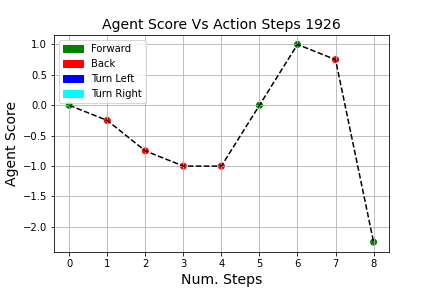 Agent Score Vs Action Steps 1926
Forward
Back
Turn Left
Turn Right
1.0
0.5
0.0
−0.5
−1.0
−1.5
−2.0
Agent Score
0 1 2 3 4 5 6 7 8
Num. Steps